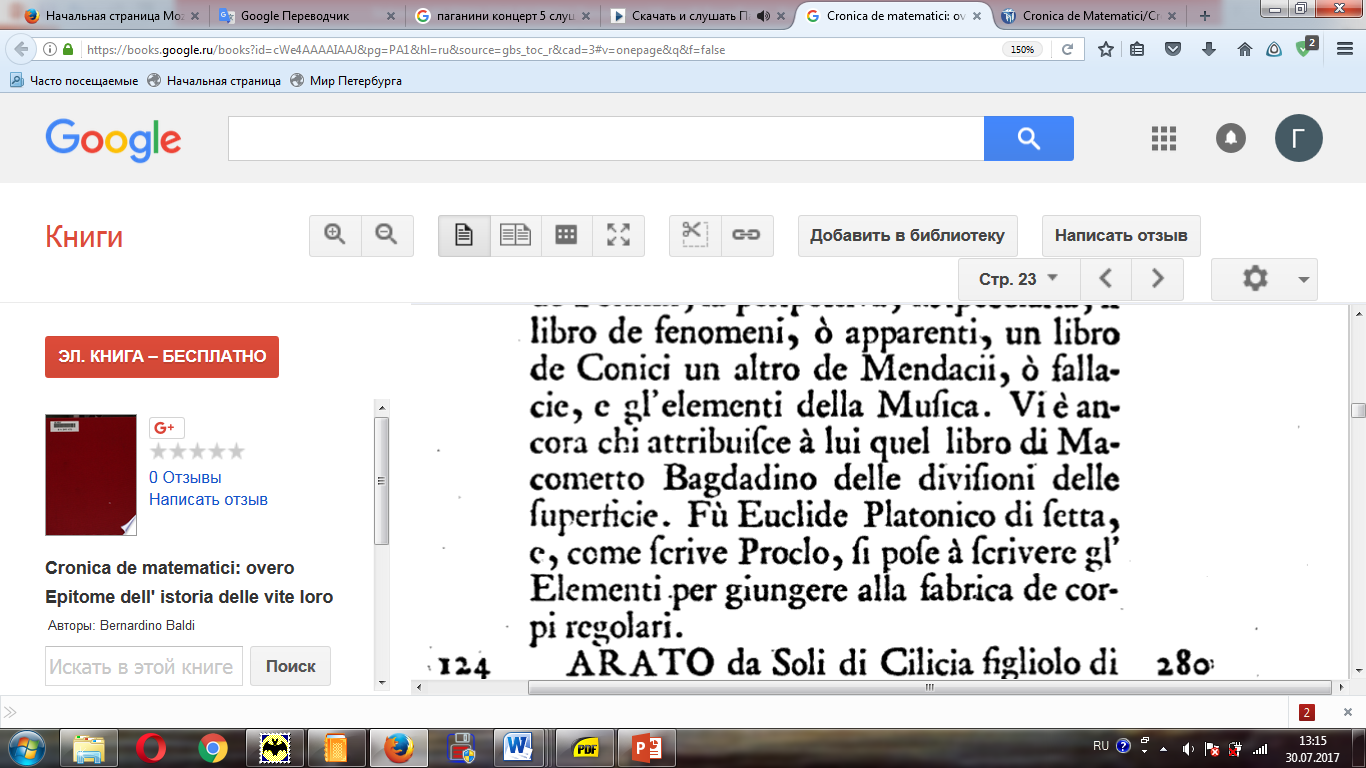 Начальная страница Moz
Google Переводчик
паганини концерт 5 слуш
Скачать и слушать П
Cronica de matematici: ov
Cronica de Matematici/Cr
https://books.google.ru/books?id=cWe4AAAAIAAJ&pg=PA1&hl=ru&source=gbs_toc_r&cad=3#v=onepage&q&f=false
150%
2
Часто посещаемые
Начальная страница
Мир Петербурга
Google
Г
Книги
Добавить в библиотеку
Написать отзыв
Стр. 23
ЭЛ. КНИГА – БЕСПЛАТНО
G+
0 Отзывы
Написать отзыв
Cronica de matematici: overo
Epitome dell' istoria delle vite loro
Авторы: Bernardino Baldi
Искать в этой книге
Поиск
libro de fenomeni, ò apparenti, un libro
de Conici un altro de Mendacii, ò falla-
cie, e gl'elementi della Muſica. Vi è an-
cora chi attribuiſce à lui quel libro di Ma-
cometto Bagdadino delle diviſioni delle
ſuperficie. Fù Euclide Platonico di ſetta,
e, come ſcrive Proclo, ſi poſe à ſcrivere gl'
Elementi per giungere alla fabrica de cor-
pi regolari.
124 ARATO da Soli di Cilicia figliolo di 280
2
PDF
RU
13:15
30.07.2017